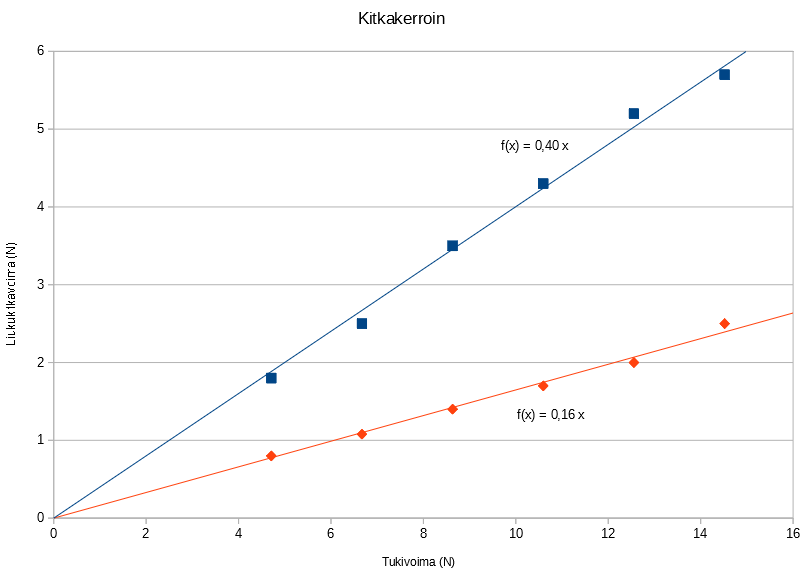 Kitkakerroin
6
5
4
3
2
1
0
f(x) = 0,40 x
f(x) = 0,16 x
0 2 4 6 8 10 12 14 16
Tukivoima (N)
Liukukitkavoima (N)